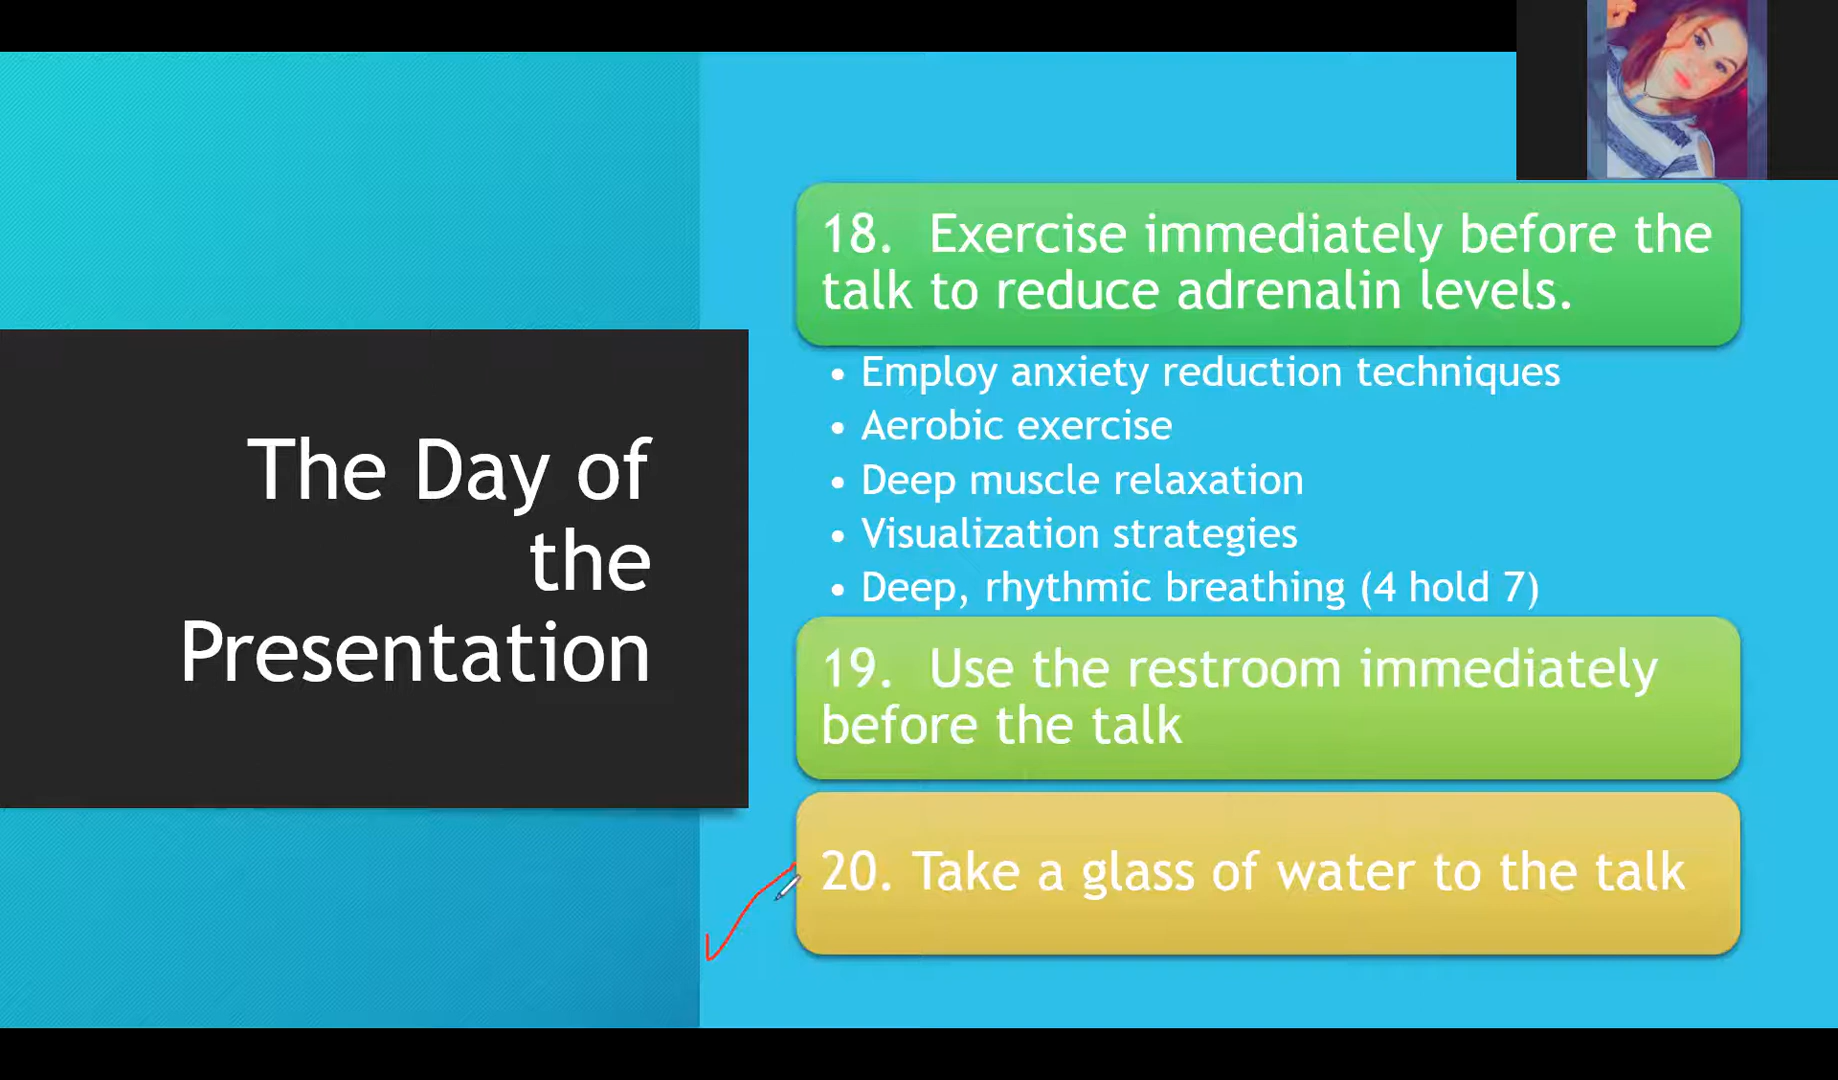 The Day of
the
Presentation
18. Exercise immediately before the
talk to reduce adrenalin levels.
• Employ anxiety reduction techniques
• Aerobic exercise
• Deep muscle relaxation
• Visualization strategies
• Deep, rhythmic breathing (4 hold 7)
19. Use the restroom immediately
before the talk
20. Take a glass of water to the talk